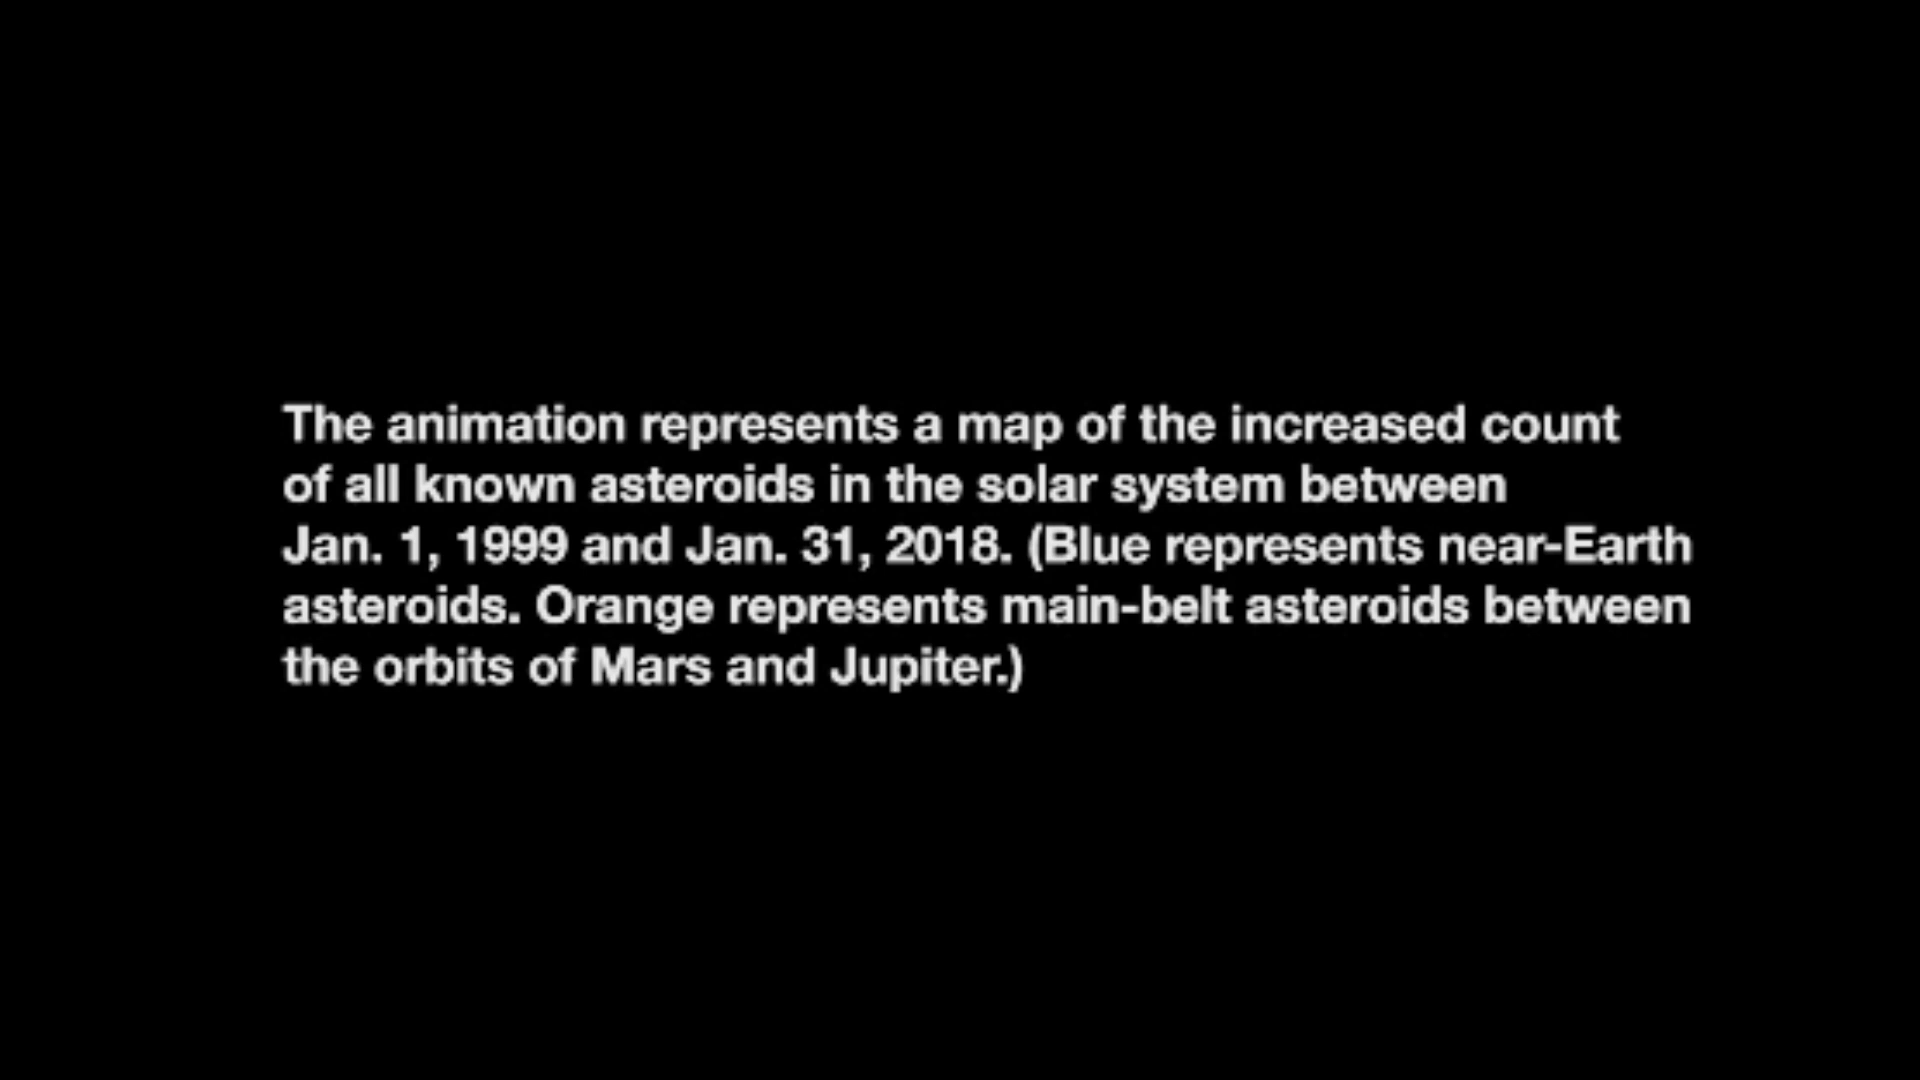 The animation represents a map of the increased count
of all known asteroids in the solar system between
Jan. 1, 1999 and Jan. 31, 2018. (Blue represents near-Earth
asteroids. Orange represents main-belt asteroids between
the orbits of Mars and Jupiter.)